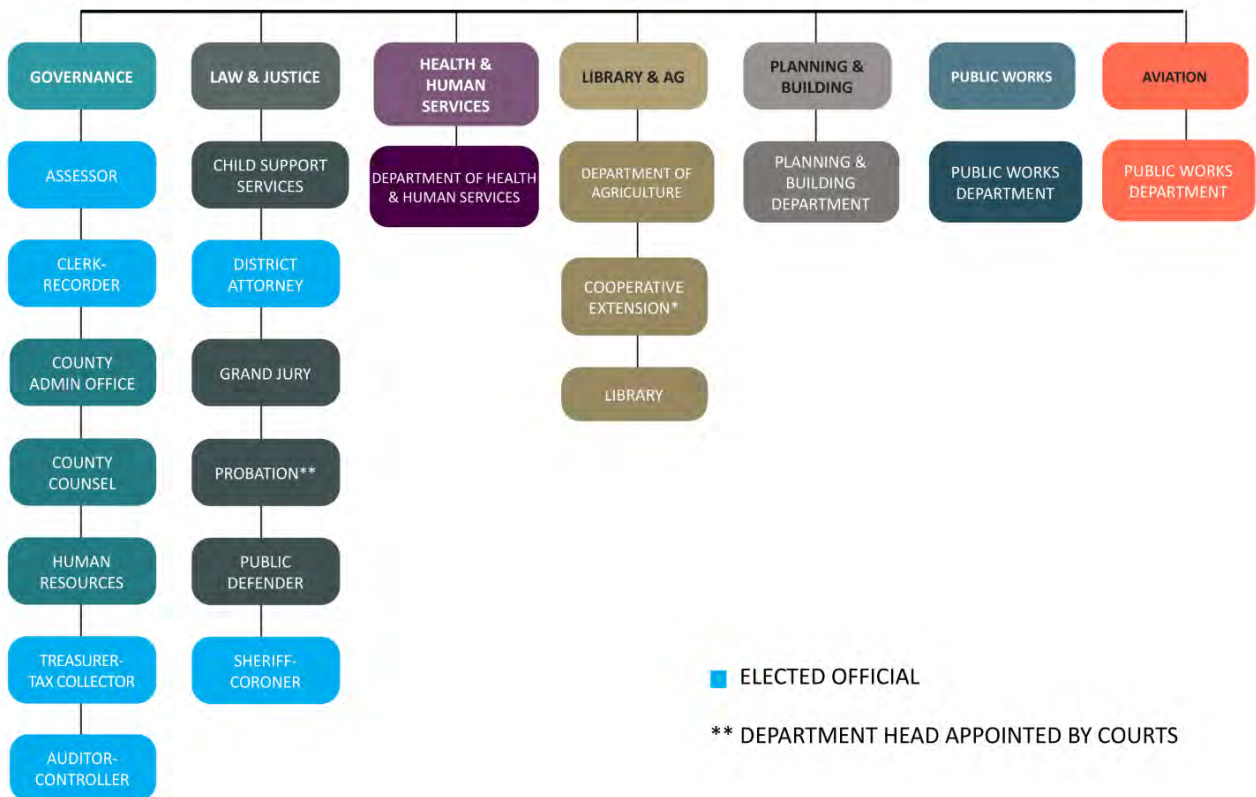 GOVERNANCE
ASSESSOR
CLERK-
RECORDER
COUNTY
ADMIN OFFICE
COUNTY
COUNSEL
HUMAN
RESOURCES
TREASURER-
TAX COLLECTOR
AUDITOR-
CONTROLLER
LAW & JUSTICE
CHILD SUPPORT
SERVICES
DISTRICT
ATTORNEY
GRAND JURY
PROBATION**
PUBLIC
DEFENDER
SHERIFF-
CORONER
HEALTH &
HUMAN
SERVICES
DEPARTMENT OF HEALTH
& HUMAN SERVICES
LIBRARY & AG
DEPARTMENT OF
AGRICULTURE
COOPERATIVE
EXTENSION*
LIBRARY
PLANNING &
BUILDING
PLANNING &
BUILDING
DEPARTMENT
PUBLIC WORKS
PUBLIC WORKS
DEPARTMENT
AVIATION
PUBLIC WORKS
DEPARTMENT
ELECTED OFFICIAL
** DEPARTMENT HEAD APPOINTED BY COURTS